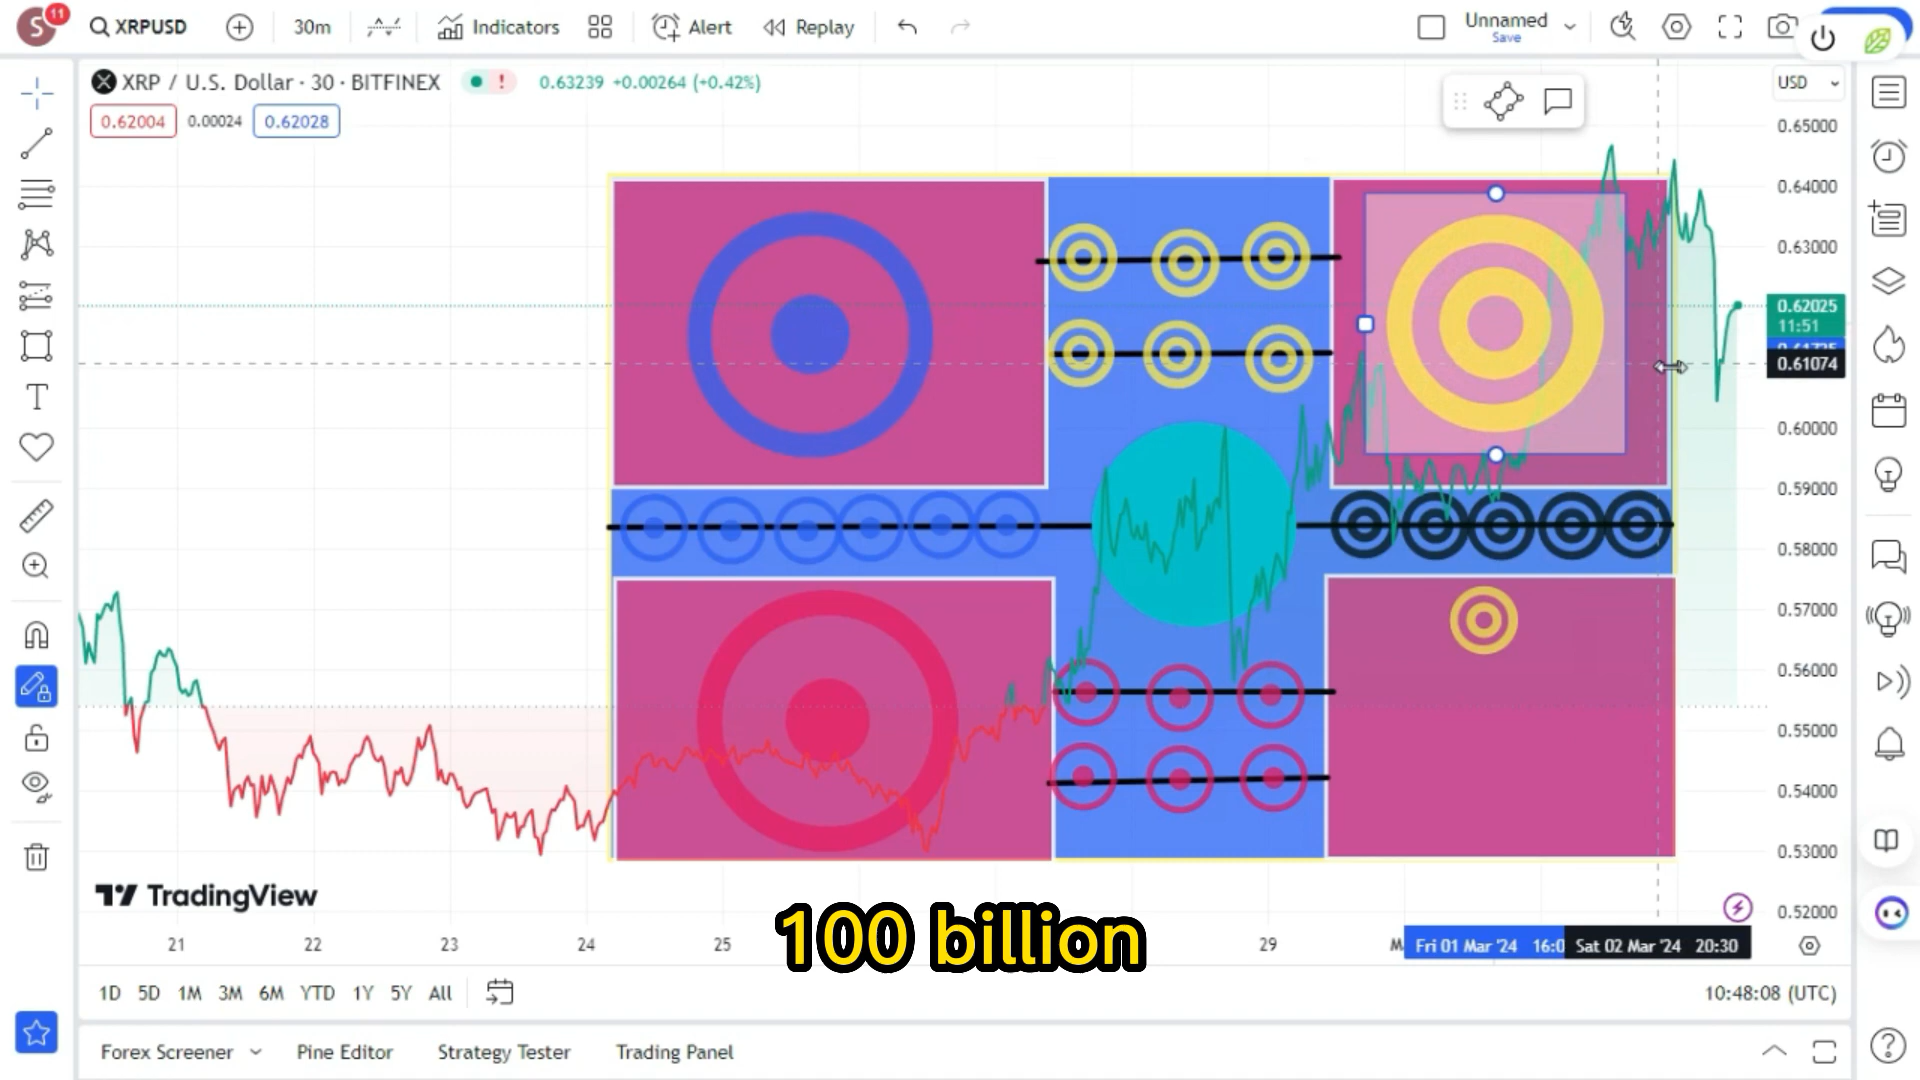 S 11 XRPUSD 30m Indicators Alert Replay Unnamed
Save
XRP / U.S. Dollar · 30 · BITFINEX ! 0.63239 +0.00264 (+0.42%) USD
0.62004 0.00024 0.62028
0.65000
0.64000
0.63000
0.62025
11:51
0.61074
0.60000
0.59000
0.58000
0.57000
0.56000
0.55000
0.54000
0.53000
0.52000
TradingView
100 billion
21 22 23 24 25 29 Fri 01 Mar '24 16:0 Sat 02 Mar '24 20:30
1D 5D 1M 3M 6M YTD 1Y 5Y All 10:48:08 (UTC)
Forex Screener Pine Editor Strategy Tester Trading Panel